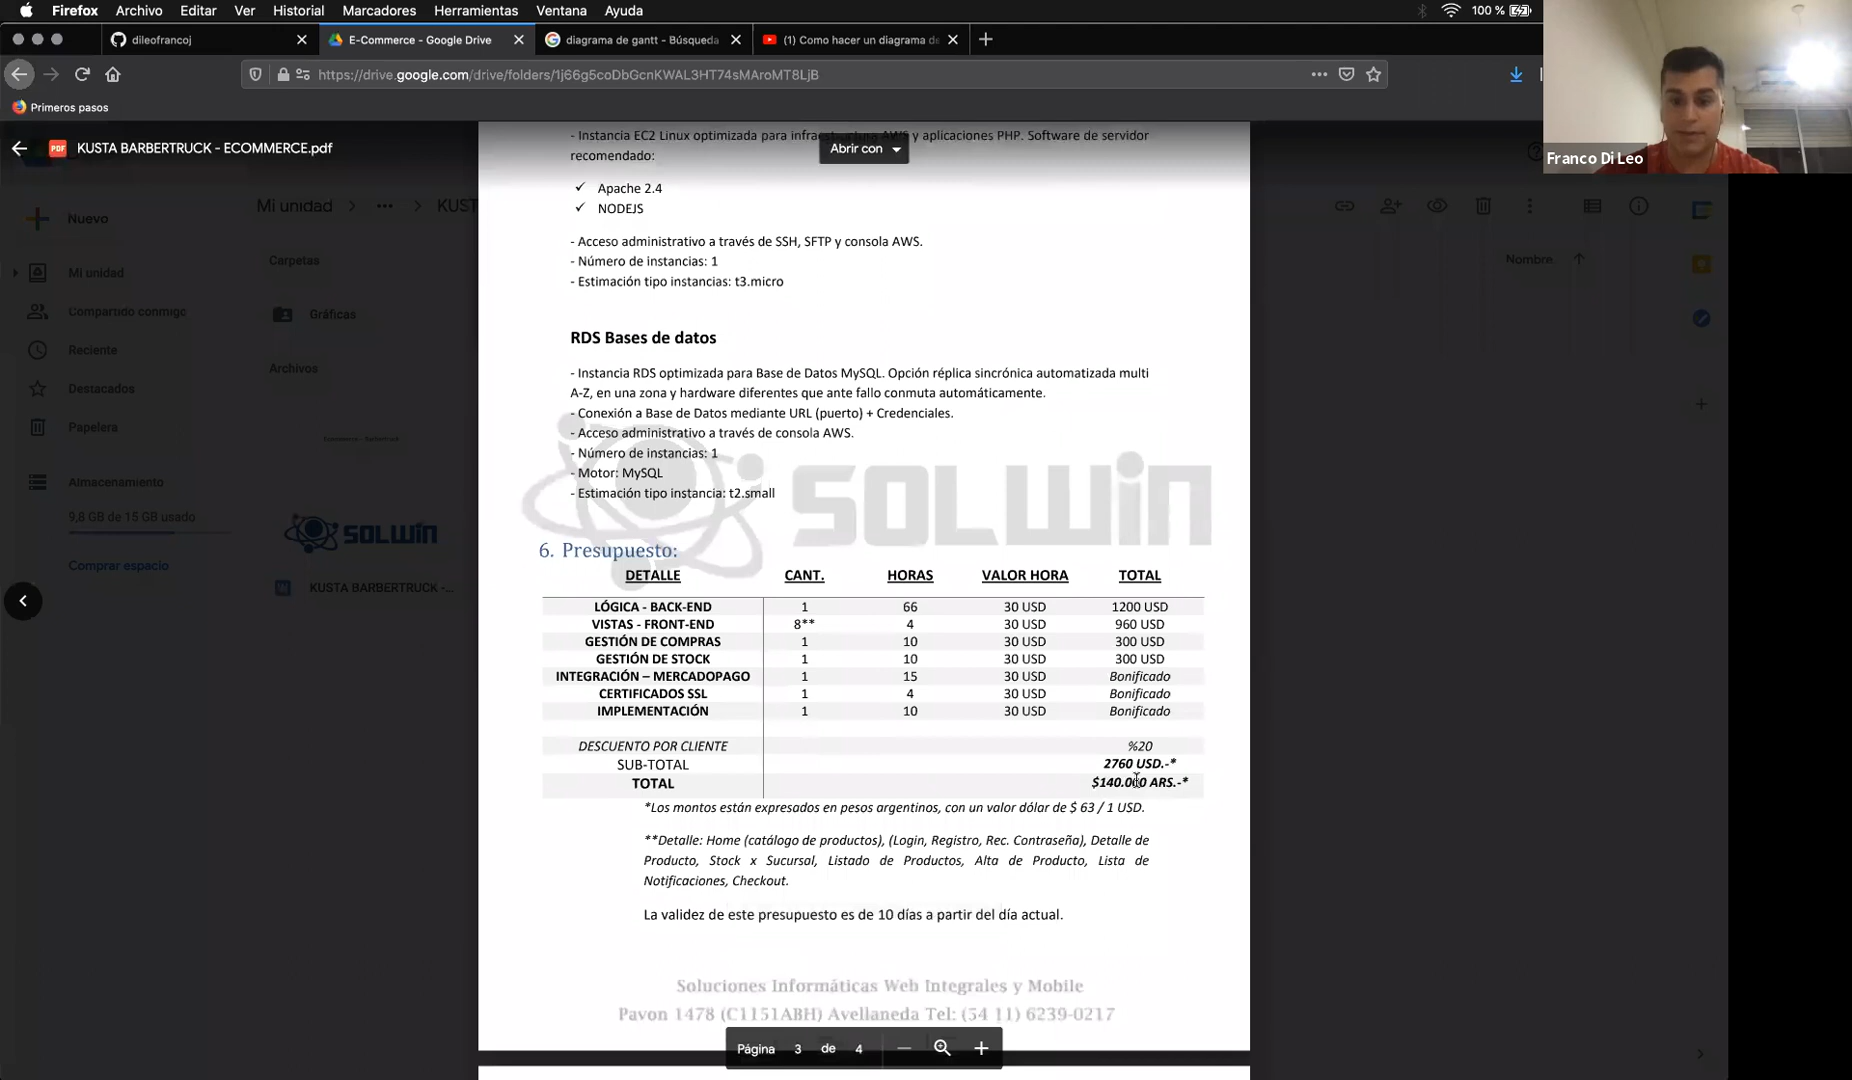 Firefox Archivo Editar Ver Historial Marcadores Herramientas Ventana Ayuda 100 %
dileofrancoj
E-Commerce - Google Drive
diagrama de gantt - Búsqueda
(1) Como hacer un diagrama de
https://drive.google.com/drive/folders/1j66g5coDbGcnKWAL3HT74sMAroMT8LjB
Primeros pasos
Franco Di Leo
KUSTA BARBERTRUCK - ECOMMERCE.pdf
Abrir con
- Instancia EC2 Linux optimizada para infraestructura AWS y aplicaciones PHP. Software de servidor
recomendado:
✓ Apache 2.4
✓ NODEJS
- Acceso administrativo a través de SSH, SFTP y consola AWS.
- Número de instancias: 1
- Estimación tipo instancias: t3.micro
RDS Bases de datos
- Instancia RDS optimizada para Base de Datos MySQL. Opción réplica sincrónica automatizada multi
A-Z, en una zona y hardware diferentes que ante fallo conmuta automáticamente.
- Conexión a Base de Datos mediante URL (puerto) + Credenciales.
- Acceso administrativo a través de consola AWS.
- Número de instancias: 1
- Motor: MySQL
- Estimación tipo instancia: t2.small
SOLWIN
6. Presupuesto:
DETALLE CANT. HORAS VALOR HORA TOTAL
LÓGICA - BACK-END 1 66 30 USD 1200 USD
VISTAS - FRONT-END 8** 4 30 USD 960 USD
GESTIÓN DE COMPRAS 1 10 30 USD 300 USD
GESTIÓN DE STOCK 1 10 30 USD 300 USD
INTEGRACIÓN – MERCADOPAGO 1 15 30 USD Bonificado
CERTIFICADOS SSL 1 4 30 USD Bonificado
IMPLEMENTACIÓN 1 10 30 USD Bonificado
DESCUENTO POR CLIENTE %20
SUB-TOTAL 2760 USD.-*
TOTAL $140.000 ARS.-*
*Los montos están expresados en pesos argentinos, con un valor dólar de $ 63 / 1 USD.
**Detalle: Home (catálogo de productos), (Login, Registro, Rec. Contraseña), Detalle de
Producto, Stock x Sucursal, Listado de Productos, Alta de Producto, Lista de
Notificaciones, Checkout.
La validez de este presupuesto es de 10 días a partir del día actual.
Soluciones Informáticas Web Integrales y Mobile
Pavon 1478 (C1151ABH) Avellaneda Tel: (54 11) 6239-0217
Página 3 de 4
Nuevo
Mi unidad
Compartido conmigo
Reciente
Destacados
Papelera
Almacenamiento
9,8 GB de 15 GB usado
Comprar espacio
Mi unidad ... KUST
Carpetas
Gráficas
Archivos
SOLWIN
KUSTA BARBERTRUCK -...
Nombre